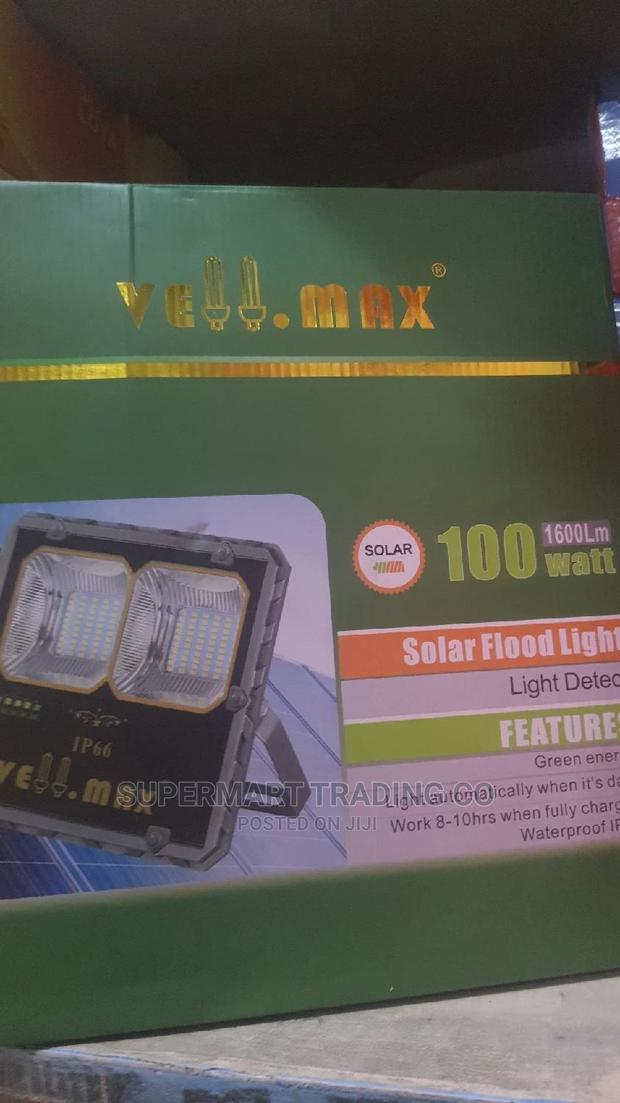 VELL.MAX®
SOLAR
100 watt
1600Lm
Solar Flood Light
Light Detec
FEATURES
Green ener
Light automatically when it's da
Work 8-10hrs when fully charg
Waterproof IP
IP66
VELL.MAX
SUPERMART TRADING CO
POSTED ON JIJI